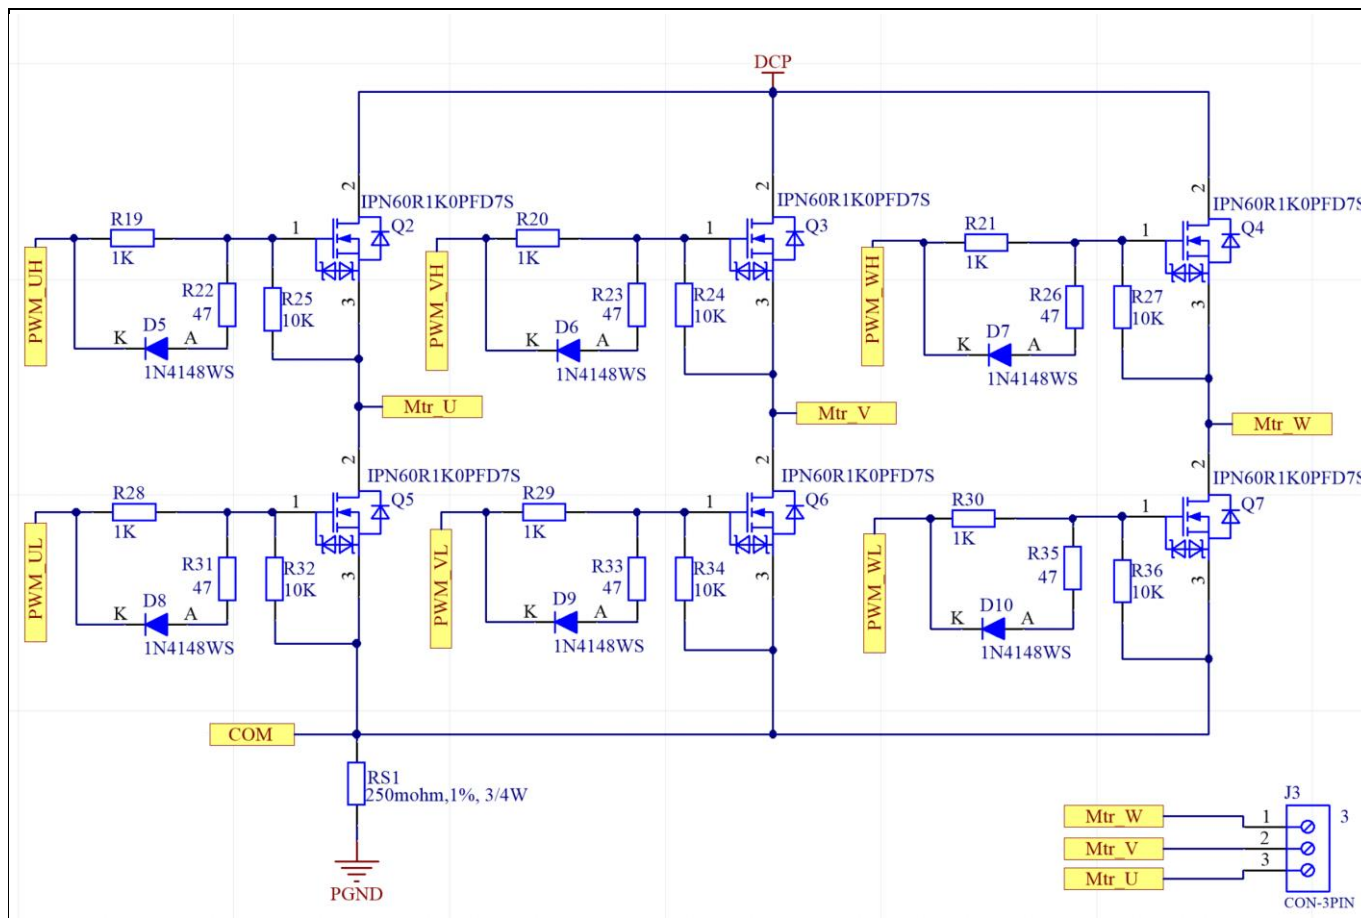 DCP
2
IPN60R1K0PFD7S
2
IPN60R1K0PFD7S
2
IPN60R1K0PFD7S
R19
1
Q2
R20
1
Q3
R21
1
Q4
1K
1K
1K
PWM_UH
R22
47
R25
10K
3
PWM_VH
R23
47
R24
10K
3
PWM_WH
R26
47
R27
10K
3
K
D5
A
1N4148WS
K
D6
A
1N4148WS
K
D7
A
1N4148WS
Mtr_U
Mtr_V
Mtr_W
2
IPN60R1K0PFD7S
2
IPN60R1K0PFD7S
2
IPN60R1K0PFD7S
R28
1
Q5
R29
1
Q6
R30
1
Q7
1K
1K
1K
PWM_UL
R31
47
R32
10K
3
PWM_VL
R33
47
R34
10K
3
PWM_WL
R35
47
R36
10K
3
K
D8
A
1N4148WS
K
D9
A
1N4148WS
K
D10
A
1N4148WS
COM
RS1
250mohm,1%, 3/4W
PGND
J3
Mtr_W
1
3
Mtr_V
2
Mtr_U
3
CON-3PIN